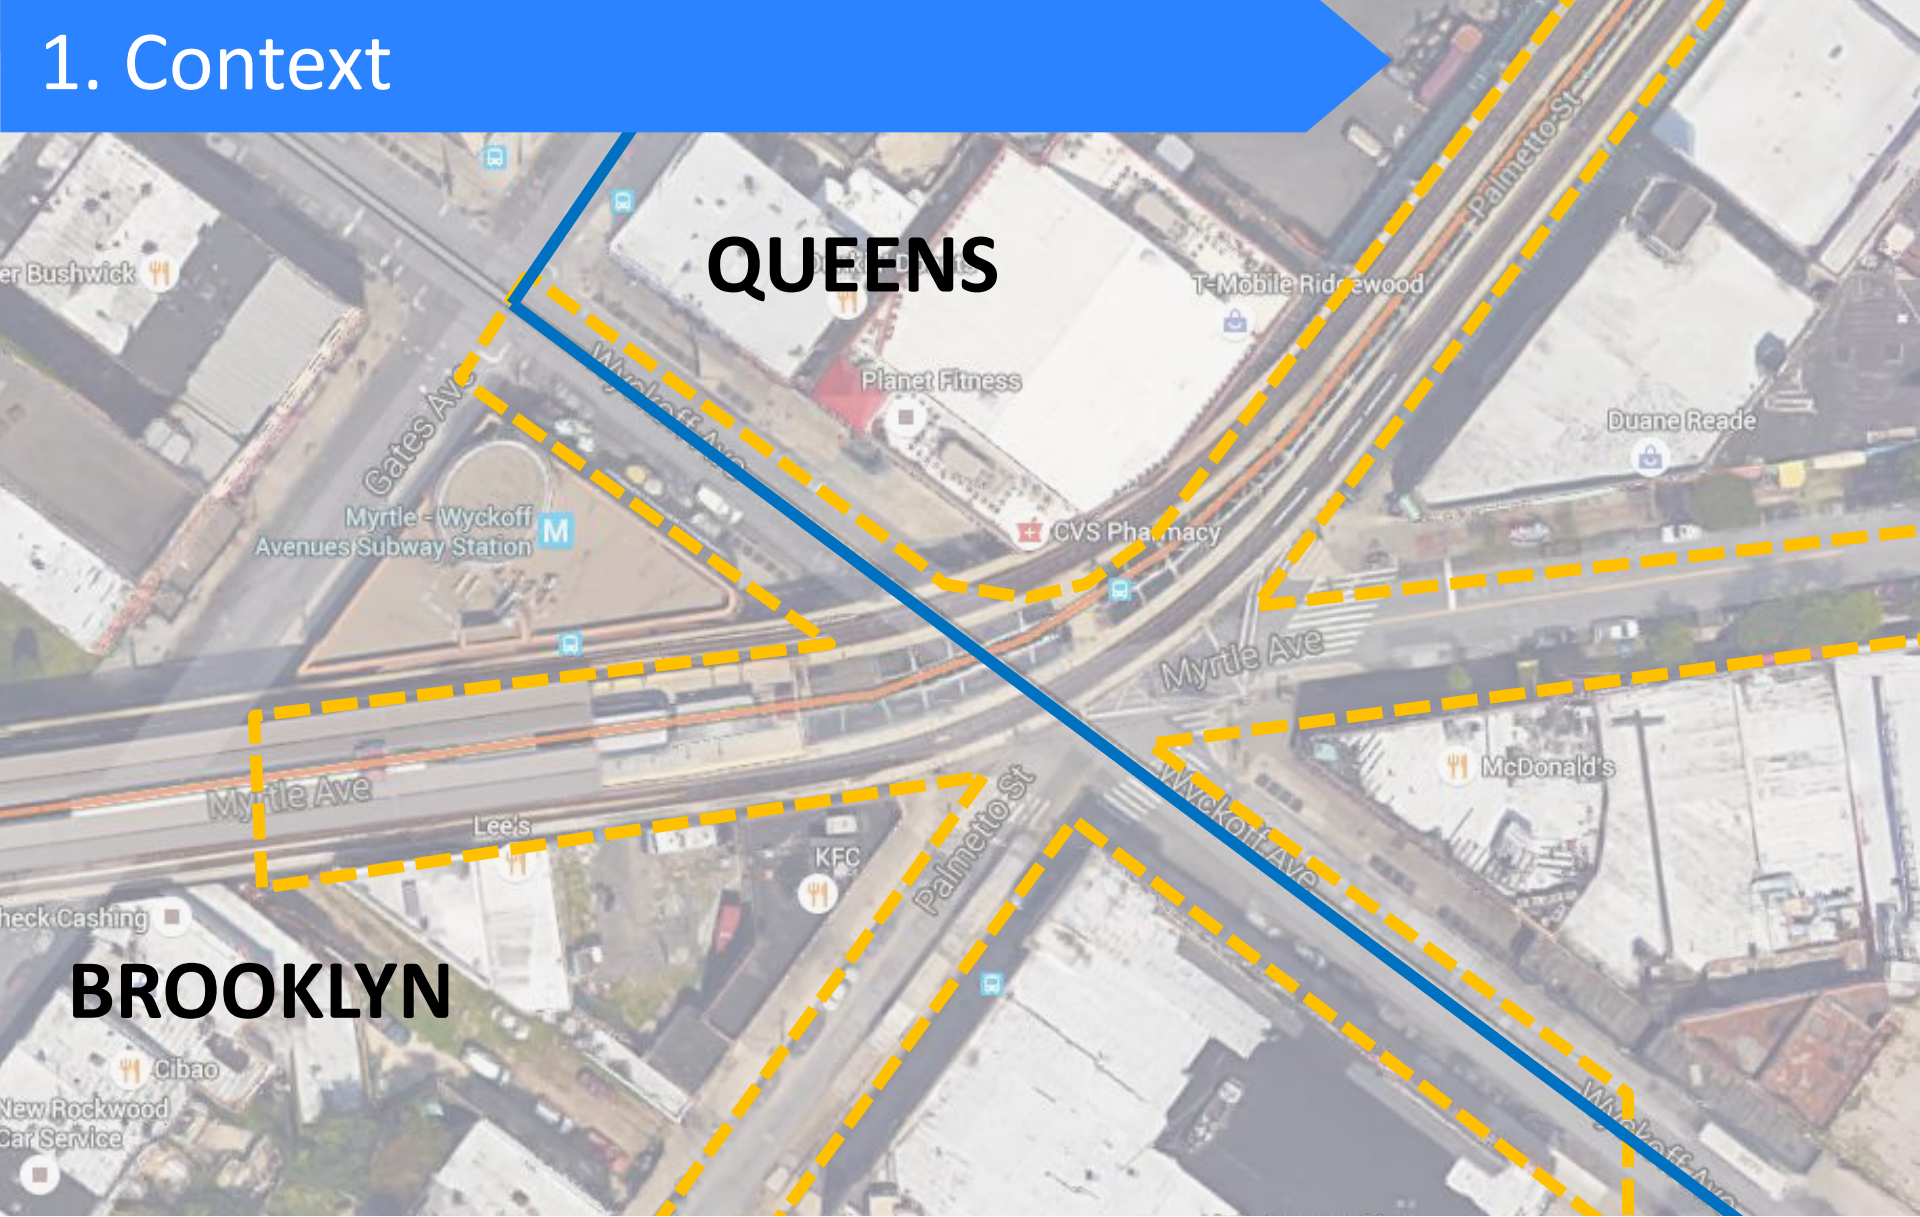 1. Context
QUEENS
er Bushwick
T-Mobile Ridgewood
Palmetto St
Wyckoff Ave
Planet Fitness
Gates Ave
Duane Reade
Myrtle - Wyckoff
Avenues Subway Station
M
CVS Pharmacy
Myrtle Ave
Myrtle Ave
Lee's
KFC
Palmetto St
McDonald's
Wyckoff Ave
heck Cashing
BROOKLYN
Cibao
New Rockwood
Car Service
Wyckoff Ave